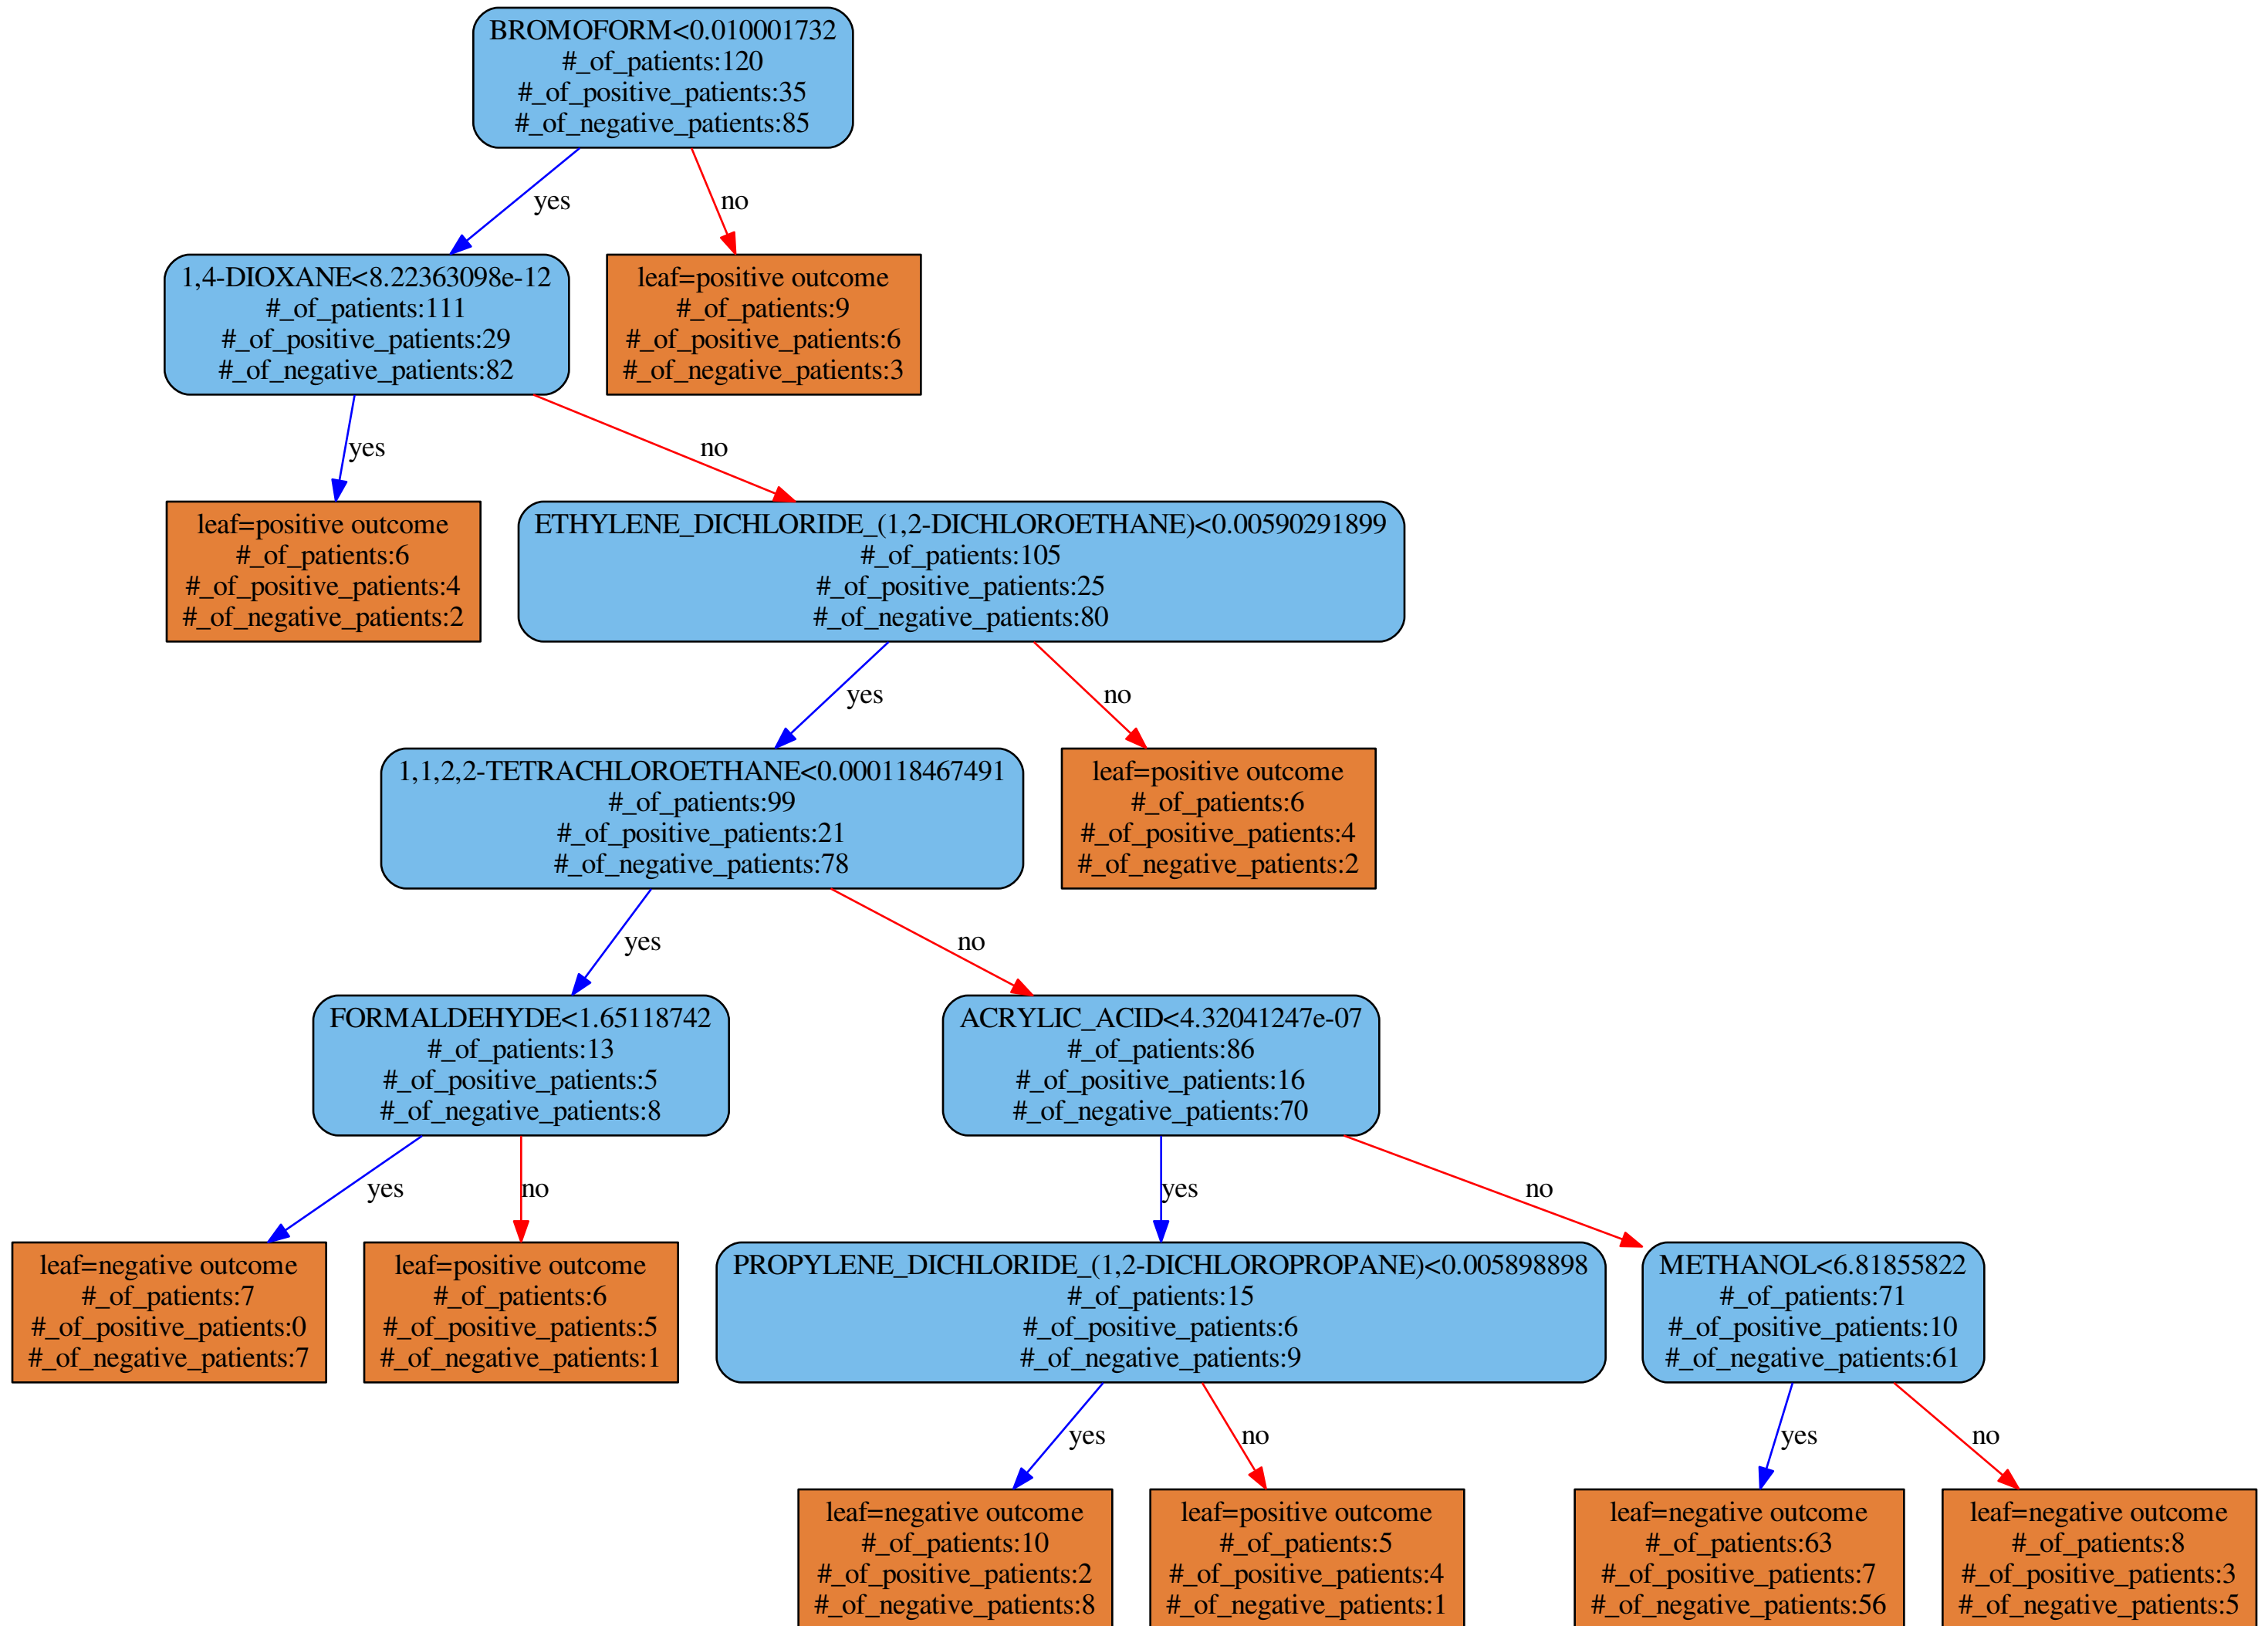 BROMOFORM<0.010001732
#_of_patients:120
#_of_positive_patients:35
#_of_negative_patients:85
yes
no
1,4-DIOXANE<8.22363098e-12
#_of_patients:111
#_of_positive_patients:29
#_of_negative_patients:82
leaf=positive outcome
#_of_patients:9
#_of_positive_patients:6
#_of_negative_patients:3
yes
no
leaf=positive outcome
#_of_patients:6
#_of_positive_patients:4
#_of_negative_patients:2
ETHYLENE_DICHLORIDE_(1,2-DICHLOROETHANE)<0.00590291899
#_of_patients:105
#_of_positive_patients:25
#_of_negative_patients:80
yes
no
1,1,2,2-TETRACHLOROETHANE<0.000118467491
#_of_patients:99
#_of_positive_patients:21
#_of_negative_patients:78
leaf=positive outcome
#_of_patients:6
#_of_positive_patients:4
#_of_negative_patients:2
yes
no
FORMALDEHYDE<1.65118742
#_of_patients:13
#_of_positive_patients:5
#_of_negative_patients:8
ACRYLIC_ACID<4.32041247e-07
#_of_patients:86
#_of_positive_patients:16
#_of_negative_patients:70
yes
no
yes
no
leaf=negative outcome
#_of_patients:7
#_of_positive_patients:0
#_of_negative_patients:7
leaf=positive outcome
#_of_patients:6
#_of_positive_patients:5
#_of_negative_patients:1
PROPYLENE_DICHLORIDE_(1,2-DICHLOROPROPANE)<0.005898898
#_of_patients:15
#_of_positive_patients:6
#_of_negative_patients:9
METHANOL<6.81855822
#_of_patients:71
#_of_positive_patients:10
#_of_negative_patients:61
yes
no
yes
no
leaf=negative outcome
#_of_patients:10
#_of_positive_patients:2
#_of_negative_patients:8
leaf=positive outcome
#_of_patients:5
#_of_positive_patients:4
#_of_negative_patients:1
leaf=negative outcome
#_of_patients:63
#_of_positive_patients:7
#_of_negative_patients:56
leaf=negative outcome
#_of_patients:8
#_of_positive_patients:3
#_of_negative_patients:5